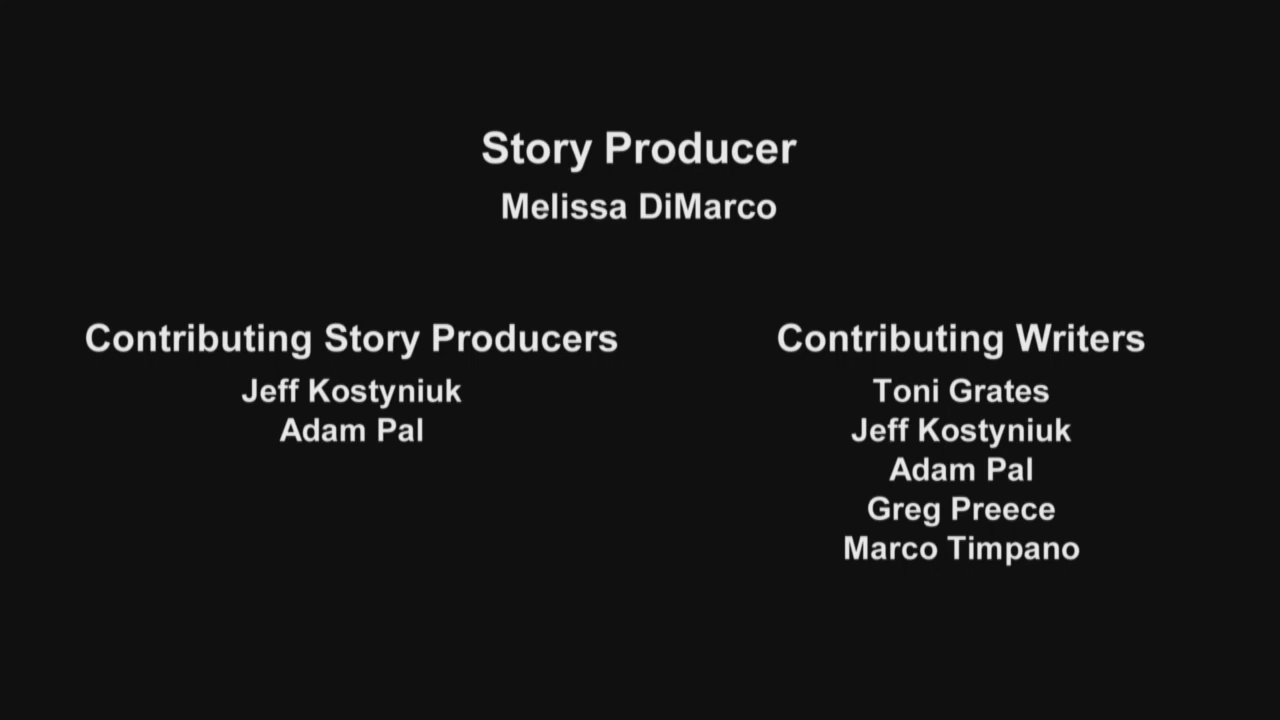 Story Producer
Melissa DiMarco
Contributing Story Producers
Jeff Kostyniuk
Adam Pal
Contributing Writers
Toni Grates
Jeff Kostyniuk
Adam Pal
Greg Preece
Marco Timpano